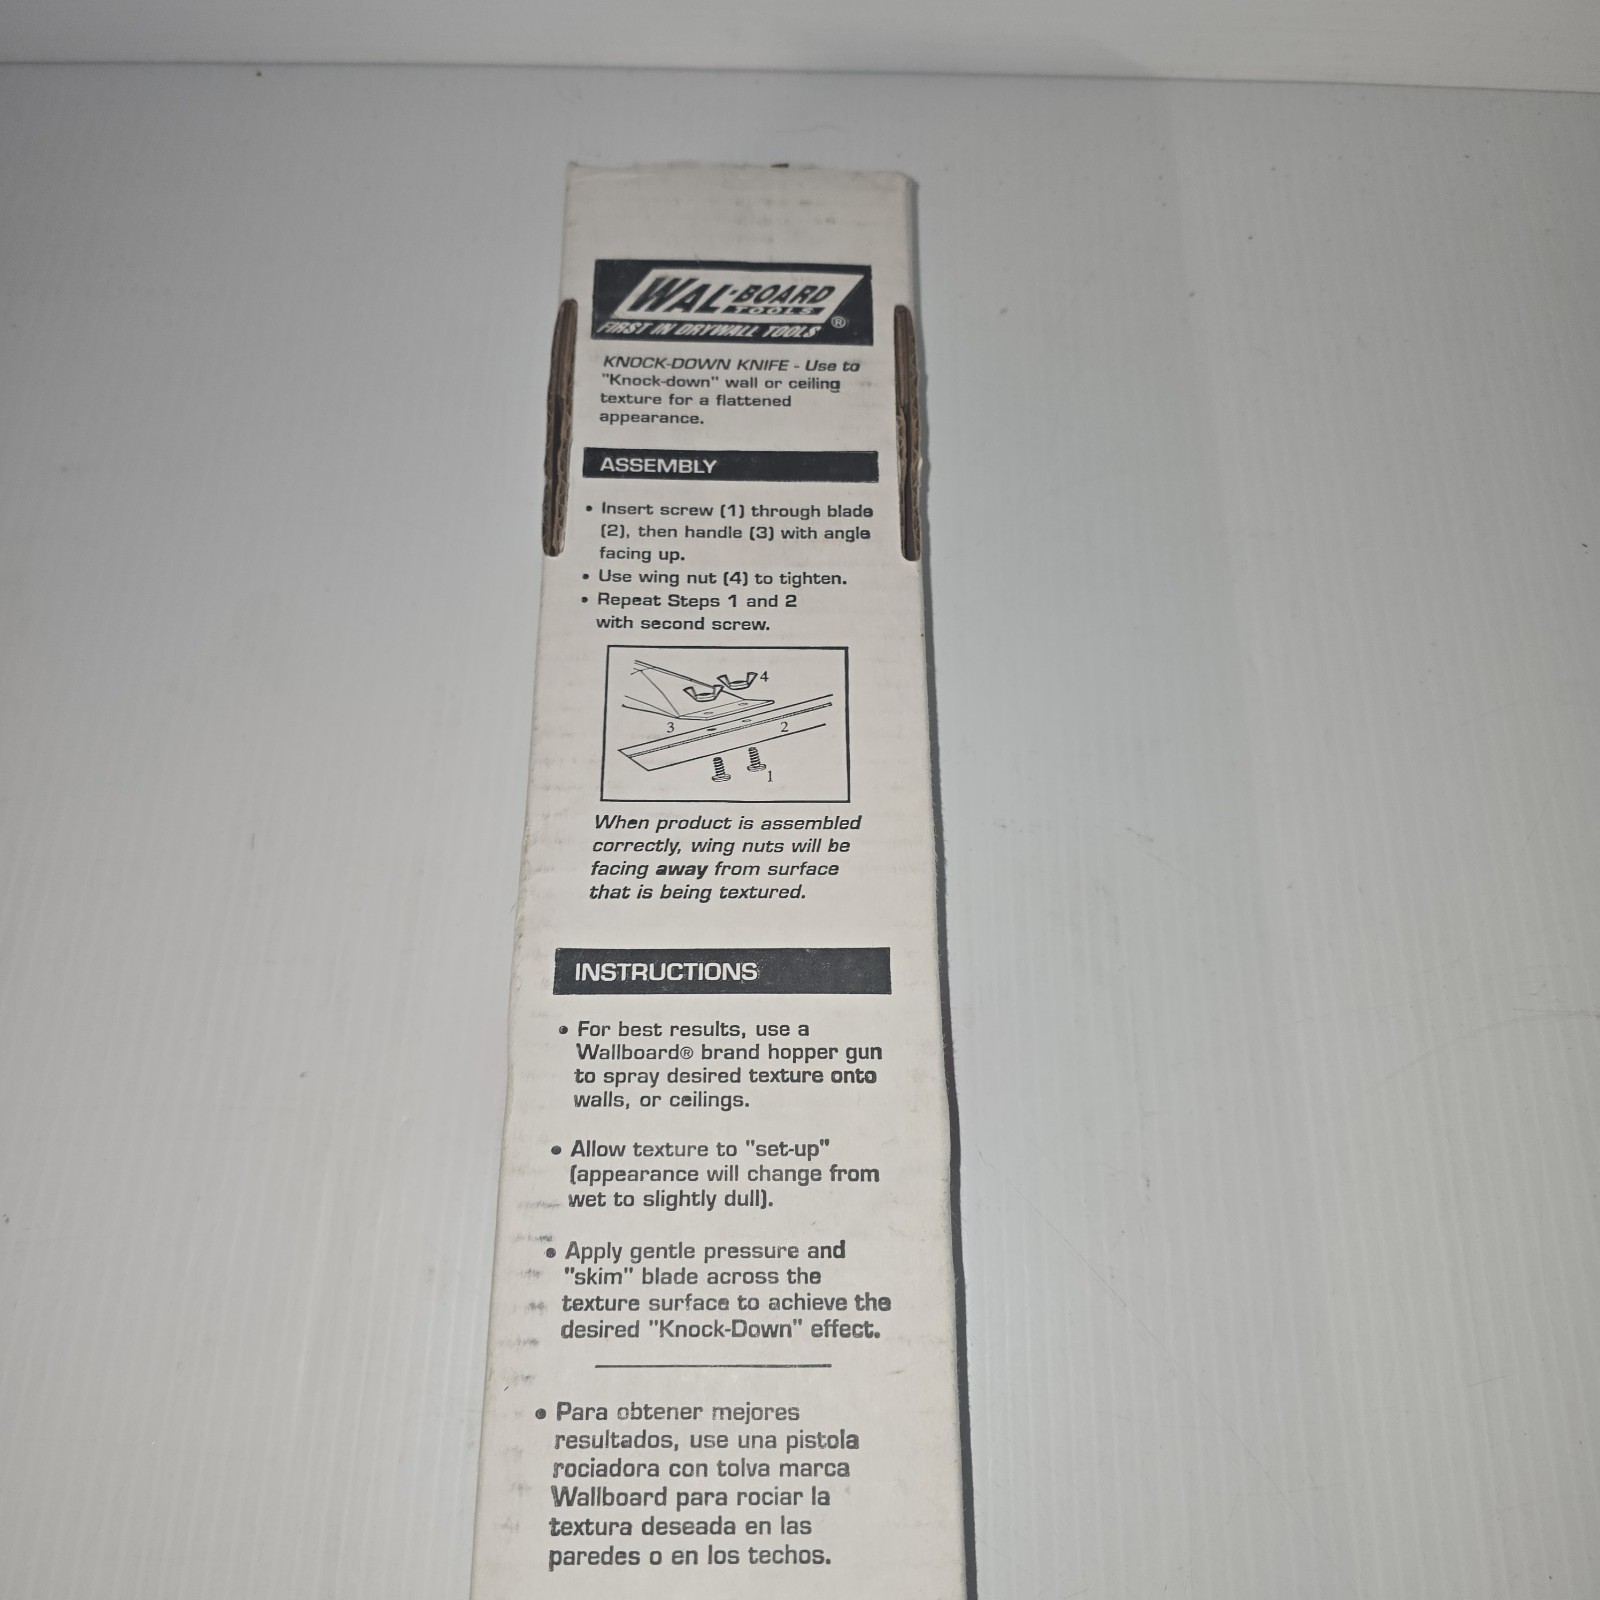 WAL-BOARD
TOOLS
FIRST IN DRYWALL TOOLS ®
KNOCK-DOWN KNIFE - Use to
"Knock-down" wall or ceiling
texture for a flattened
appearance.
ASSEMBLY
• Insert screw (1) through blade
(2), then handle (3) with angle
facing up.
• Use wing nut (4) to tighten.
• Repeat Steps 1 and 2
with second screw.
4
3
2
1
When product is assembled
correctly, wing nuts will be
facing away from surface
that is being textured.
INSTRUCTIONS
• For best results, use a
Wallboard® brand hopper gun
to spray desired texture onto
walls, or ceilings.
• Allow texture to "set-up"
(appearance will change from
wet to slightly dull).
• Apply gentle pressure and
"skim" blade across the
texture surface to achieve the
desired "Knock-Down" effect.
• Para obtener mejores
resultados, use una pistola
rociadora con tolva marca
Wallboard para rociar la
textura deseada en las
paredes o en los techos.